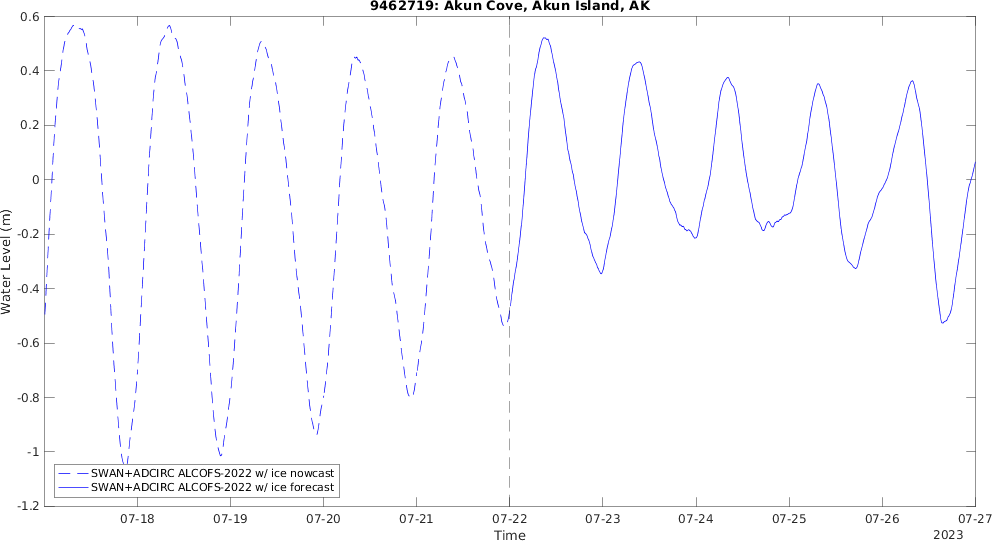 9462719: Akun Cove, Akun Island, AK
0.6
0.4
0.2
0
-0.2
-0.4
-0.6
-0.8
-1
-1.2
Water Level (m)
SWAN+ADCIRC ALCOFS-2022 w/ ice nowcast
SWAN+ADCIRC ALCOFS-2022 w/ ice forecast
07-18 07-19 07-20 07-21 07-22 07-23 07-24 07-25 07-26 07-27
Time
2023